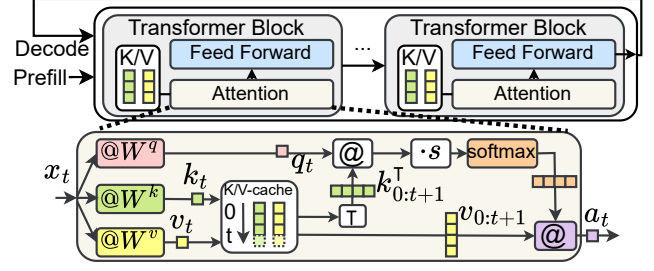 Transformer Block
Transformer Block
Decode
K/V
Feed Forward
...
K/V
Feed Forward
Prefill
Attention
Attention
@W^q
q_t
@
·s
softmax
x_t
@W^k
k_t
K/V-cache
k^⊤_{0:t+1}
0
T
v_{0:t+1}
a_t
@W^v
v_t
t
@